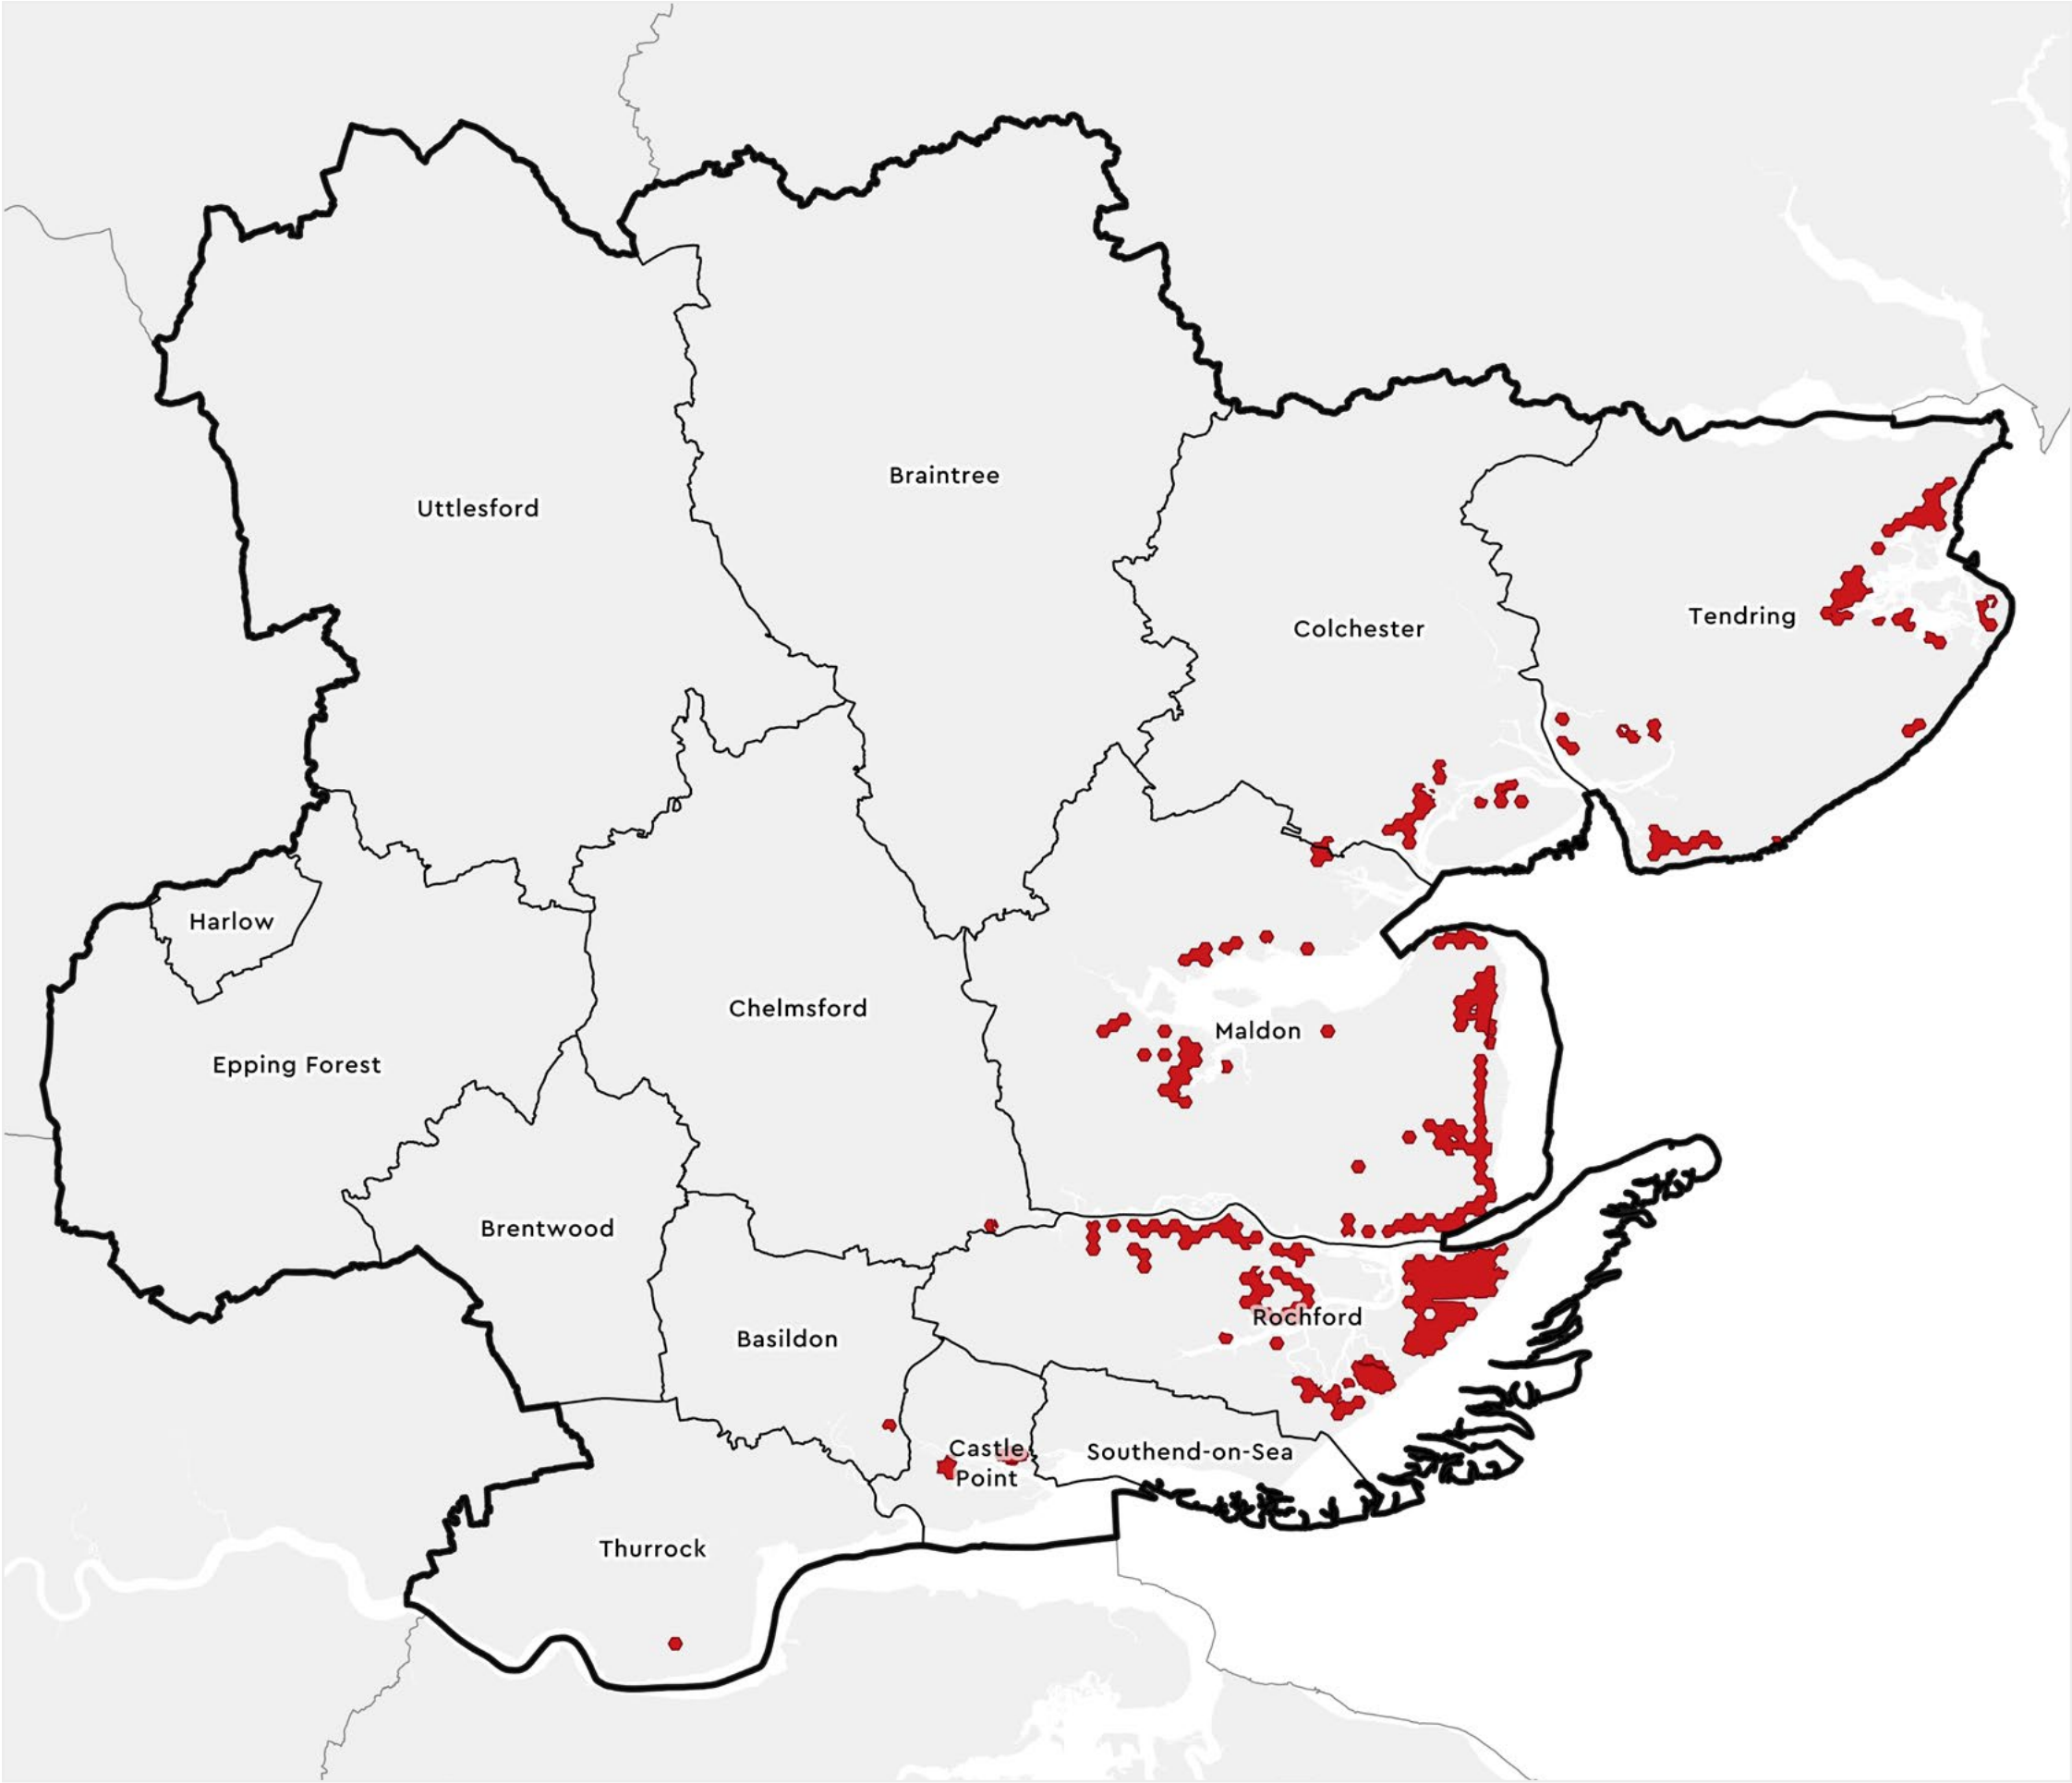 Braintree
Uttlesford
Tendring
Colchester
Harlow
Chelmsford
Maldon
Epping Forest
Brentwood
Rochford
Basildon
Castle
Point
Southend-on-Sea
Thurrock